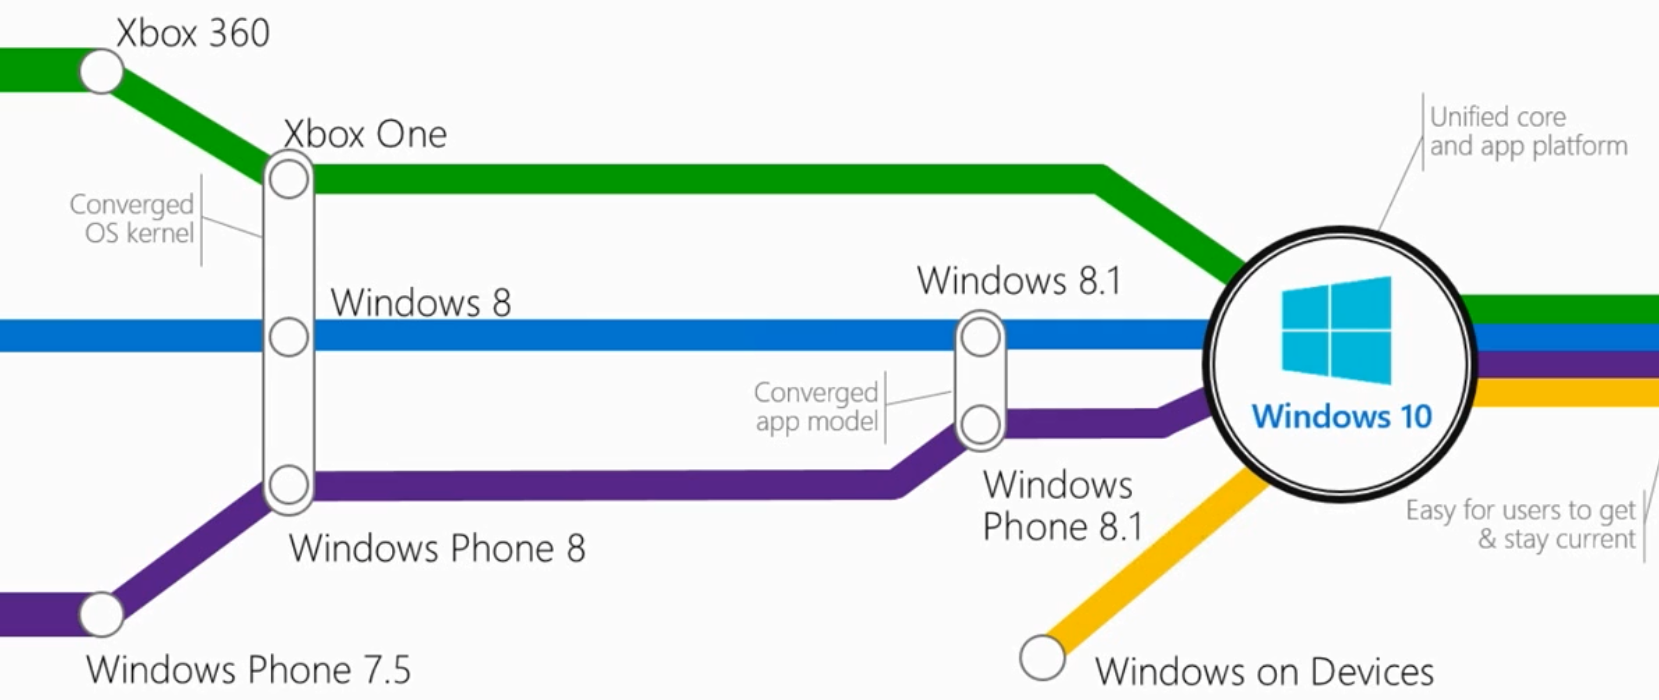 Xbox 360
Xbox One
Unified core
and app platform
Converged
OS kernel
Windows 8
Windows 8.1
Converged
app model
Windows 10
Windows
Phone 8.1
Easy for users to get
& stay current
Windows Phone 8
Windows Phone 7.5
Windows on Devices